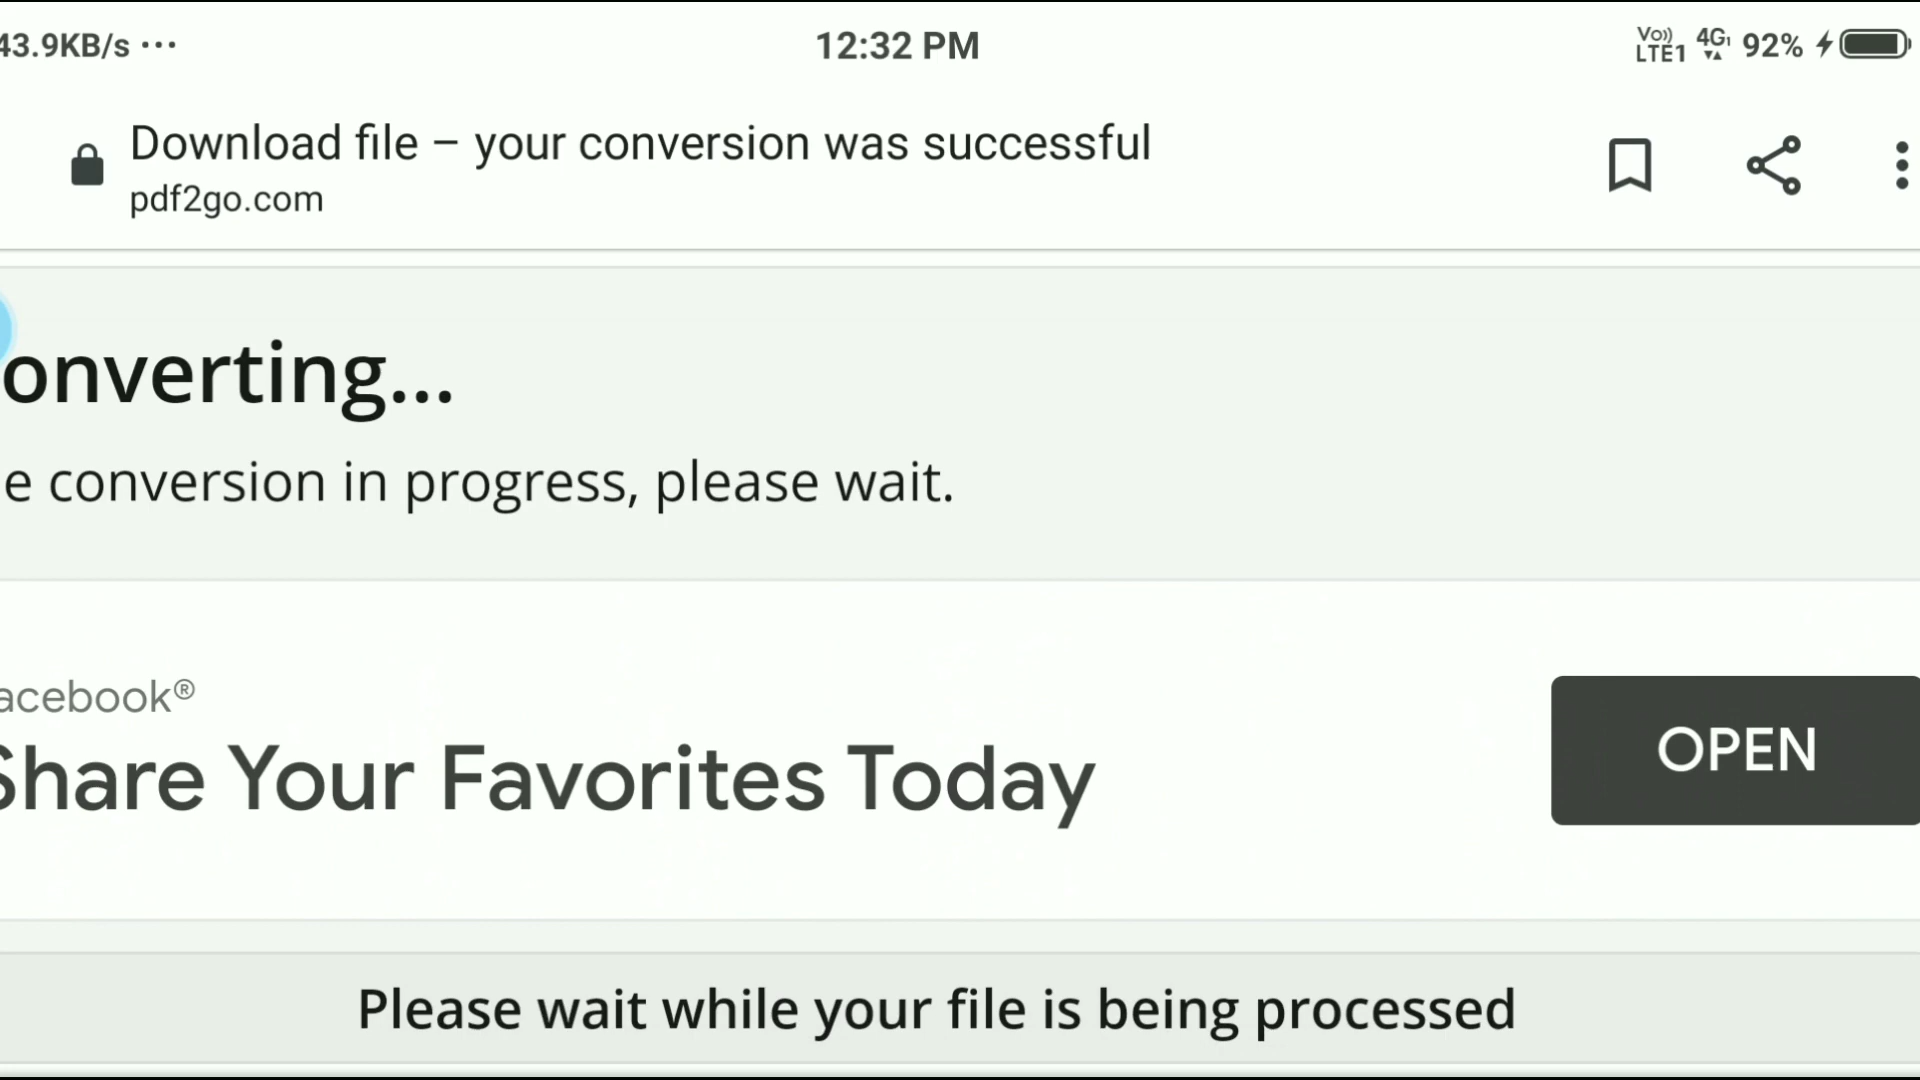 43.9KB/s ...
12:32 PM
Vo)) LTE1 4G 92%
Download file – your conversion was successful
pdf2go.com
onverting...
e conversion in progress, please wait.
acebook®
Share Your Favorites Today
OPEN
Please wait while your file is being processed